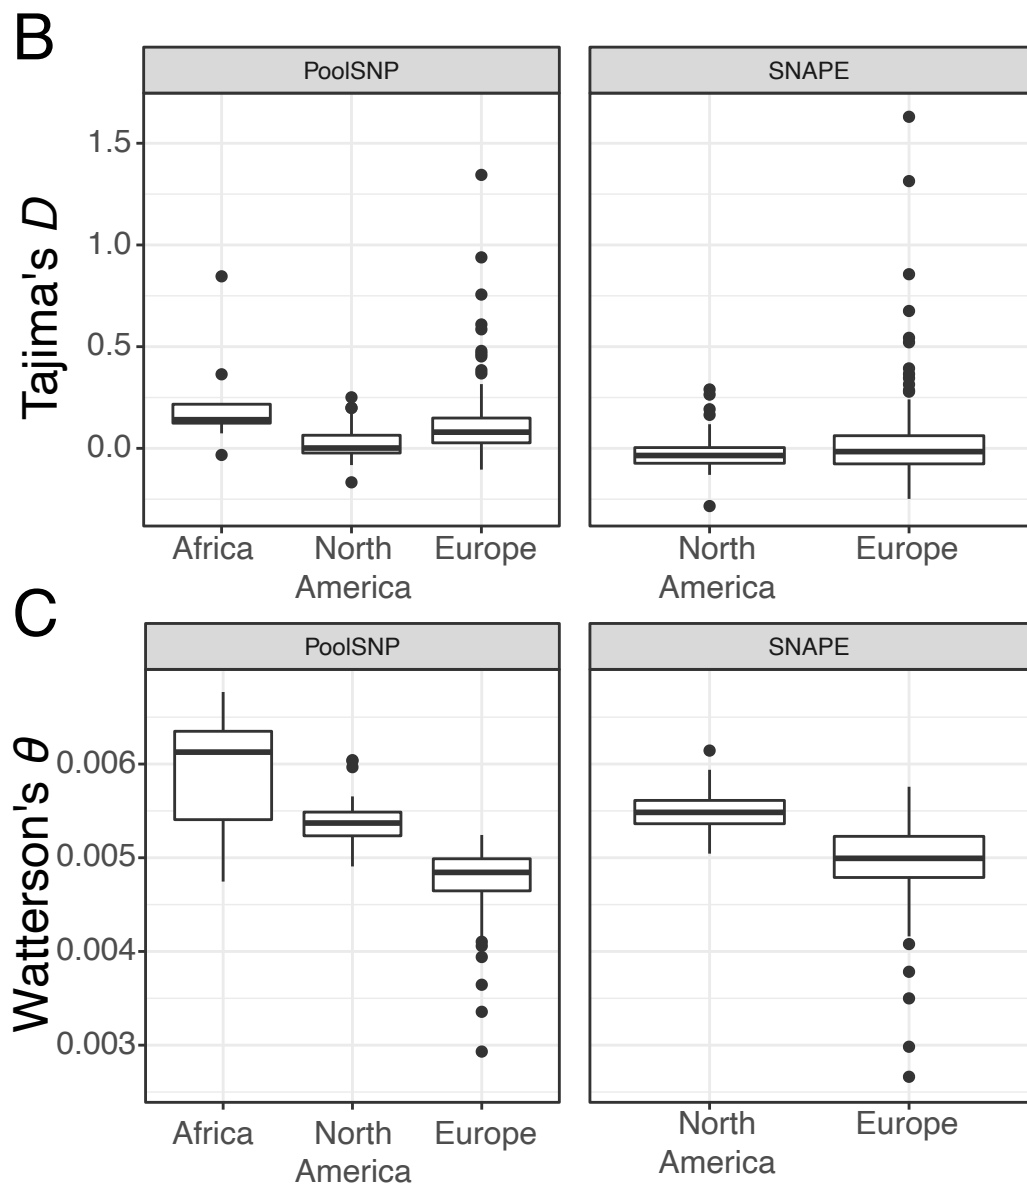 B
PoolSNP SNAPE
Tajima's D
1.5
1.0
0.5
0.0
Africa North Europe North Europe
America America
C
PoolSNP SNAPE
Watterson's θ
0.006
0.005
0.004
0.003
Africa North Europe North Europe
America America